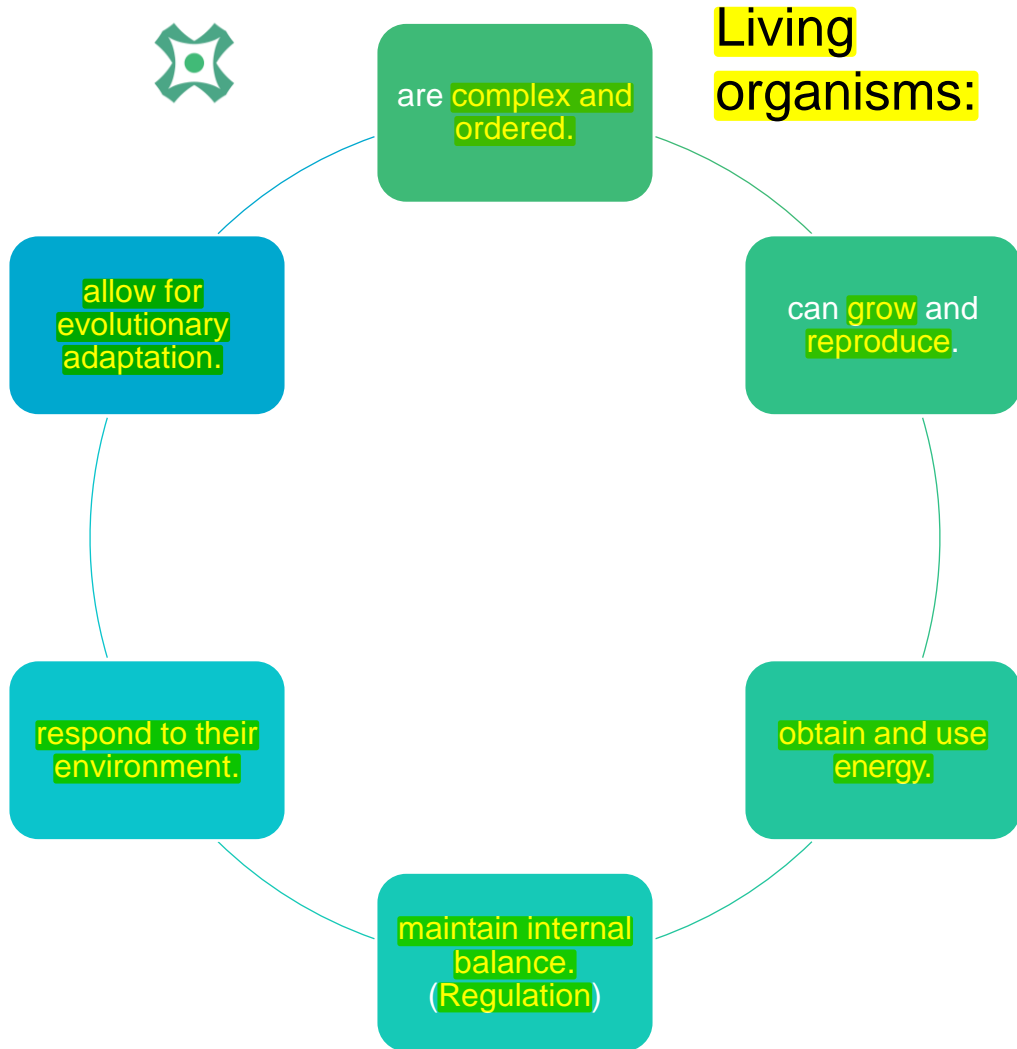 Living
organisms:
are complex and
ordered.
can grow and
reproduce.
obtain and use
energy.
maintain internal
balance.
(Regulation)
respond to their
environment.
allow for
evolutionary
adaptation.